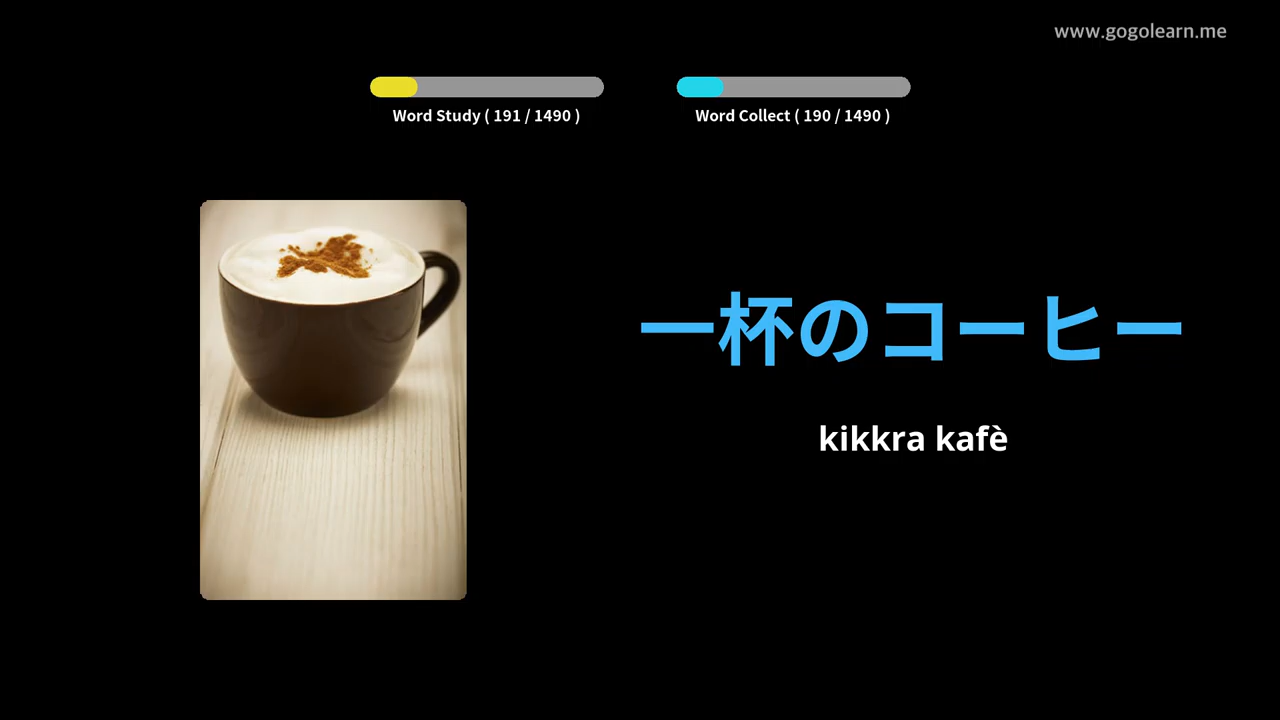 www.gogolearn.me
Word Study ( 191 / 1490 )
Word Collect ( 190 / 1490 )
一杯のコーヒー
kikkra kafè